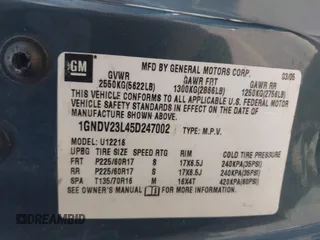 GM
MFD BY GENERAL MOTORS CORP. 03/05
GVWR GAWR FRT GAWR RR
2550KG(5622LB) 1300KG(2866LB) 1250KG(2756LB)
THIS VEHICLE CONFORMS TO ALL APPLICABLE U.S. FEDERAL MOTOR
VEHICLE SAFETY STANDARDS IN EFFECT ON THE DATE OF
MANUFACTURE SHOWN ABOVE.
1GNDV23L45D247002 TYPE: M.P.V.
MODEL: U12216
UPBG TIRE SIZE SPEED RTG RIM COLD TIRE PRESSURE
FRT P225/60R17 S 17X6.5J 240KPA(35PSI)
RR P225/60R17 S 17X6.5J 240KPA(35PSI)
SPA T135/70R16 M 16X4T 420KPA(60PSI)
SEE OWNER'S MANUAL FOR ADDITIONAL INFORMATION
DREAMBID